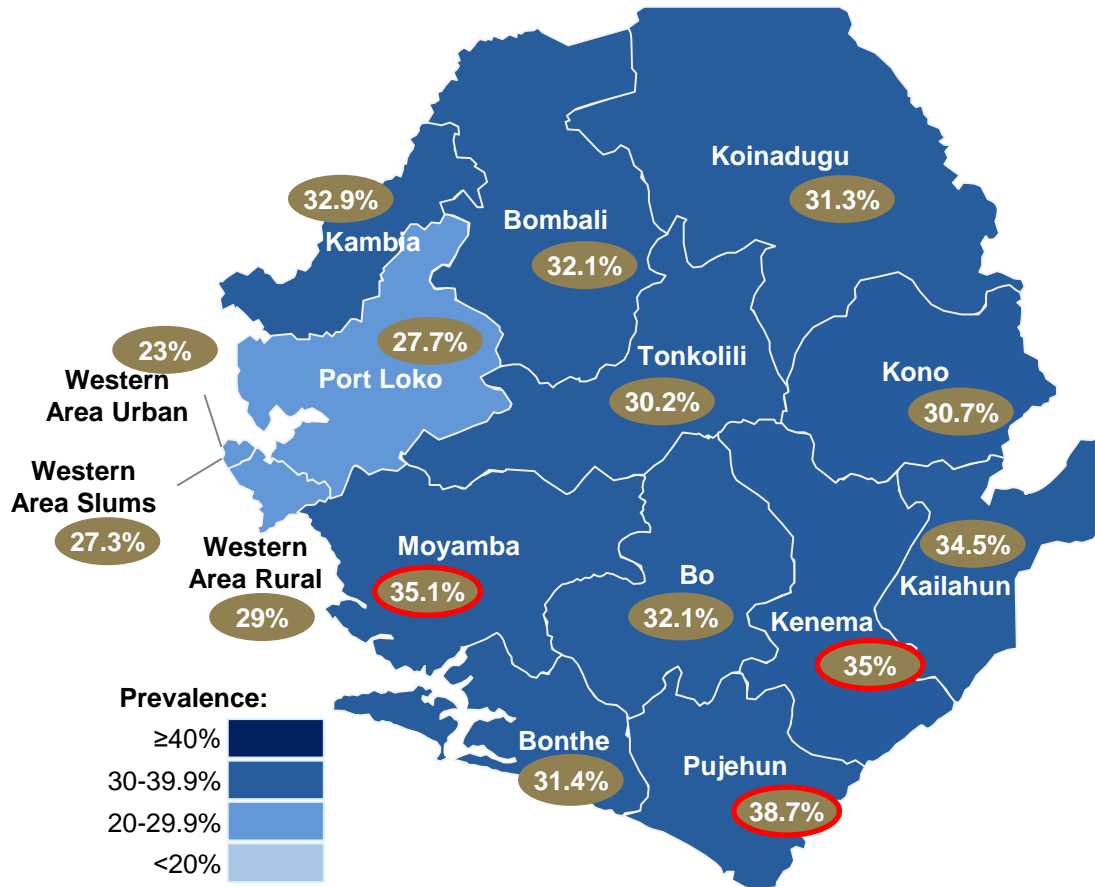 Koinadugu
31.3%
32.9%
Kambia
Bombali
32.1%
23%
Western
Area Urban
27.7%
Port Loko
Tonkolili
30.2%
Kono
30.7%
Western
Area Slums
27.3%
Western
Area Rural
29%
Moyamba
35.1%
Bo
32.1%
34.5%
Kailahun
Kenema
35%
Bonthe
31.4%
Pujehun
38.7%
Prevalence:
≥40%
30-39.9%
20-29.9%
<20%